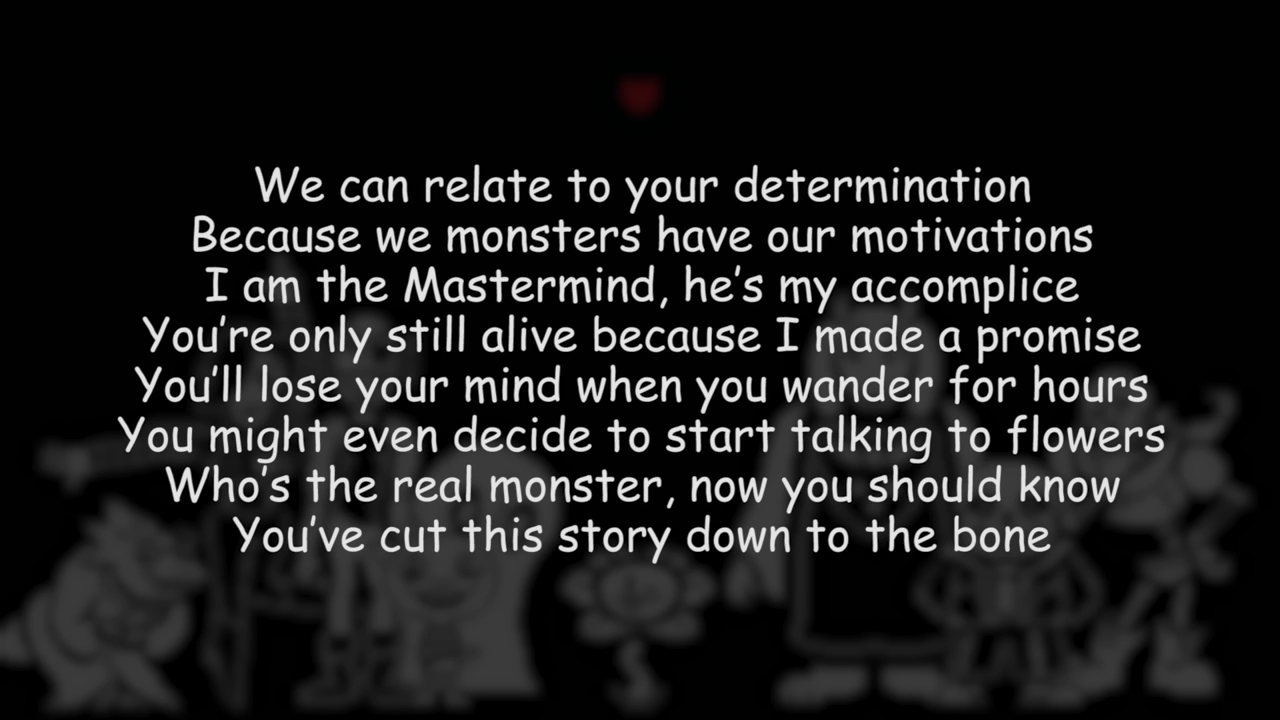 We can relate to your determination
Because we monsters have our motivations
I am the Mastermind, he's my accomplice
You're only still alive because I made a promise
You'll lose your mind when you wander for hours
You might even decide to start talking to flowers
Who's the real monster, now you should know
You've cut this story down to the bone